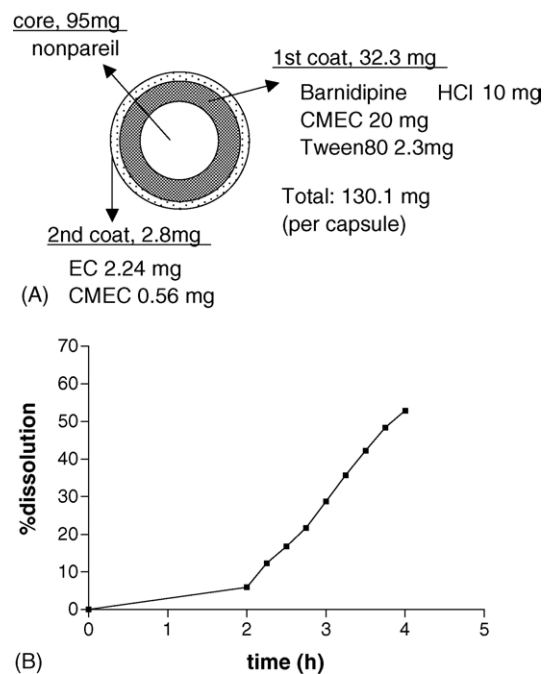 core, 95mg
nonpareil
1st coat, 32.3 mg
Barnidipine HCl 10 mg
CMEC 20 mg
Tween80 2.3mg
Total: 130.1 mg
(per capsule)
2nd coat, 2.8mg
EC 2.24 mg
CMEC 0.56 mg
(A)
70
60
50
40
30
20
10
0
%dissolution
0 1 2 3 4 5
time (h)
(B)